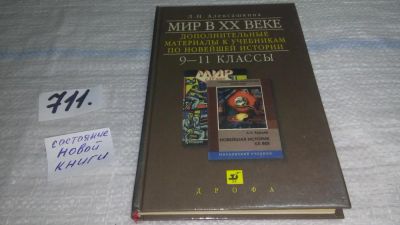 Л.Н. Алексашкина
МИР В XX ВЕКЕ
ДОПОЛНИТЕЛЬНЫЕ
МАТЕРИАЛЫ К УЧЕБНИКАМ
ПО НОВЕЙШЕЙ ИСТОРИИ
9—11 КЛАССЫ
МИР
НОВЕЙШАЯ ИСТОРИЯ
XX ВЕК
ДРОФА
711.
СОСТОЯНИЕ
НОВОЙ
КНИГИ